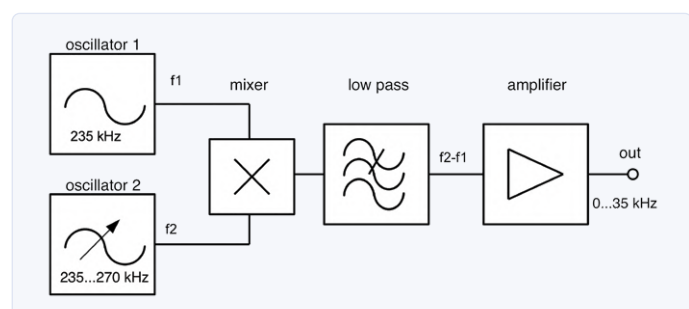 oscillator 1
f1
mixer
low pass
amplifier
235 kHz
oscillator 2
f2-f1
out
f2
0...35 kHz
235...270 kHz